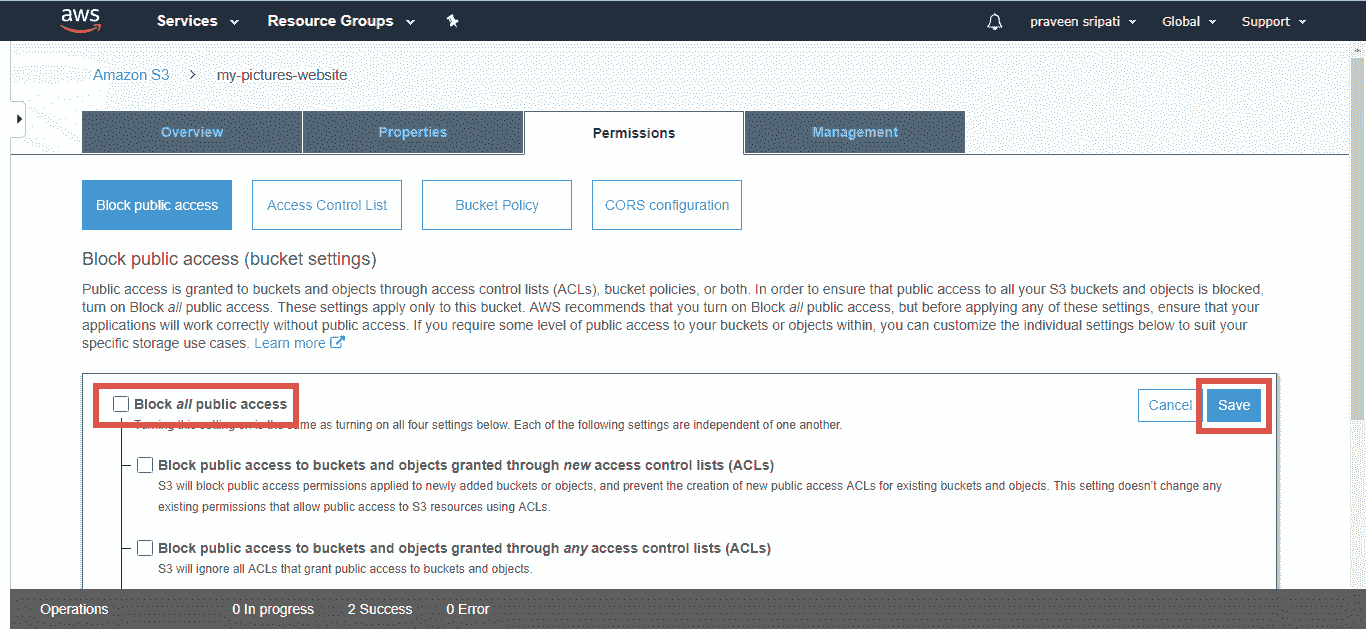 aws Services Resource Groups praveen sripati Global Support
Amazon S3 > my-pictures-website
Overview Properties Permissions Management
Block public access Access Control List Bucket Policy CORS configuration
Block public access (bucket settings)
Public access is granted to buckets and objects through access control lists (ACLs), bucket policies, or both. In order to ensure that public access to all your S3 buckets and objects is blocked,
turn on Block all public access. These settings apply only to this bucket. AWS recommends that you turn on Block all public access, but before applying any of these settings, ensure that your
applications will work correctly without public access. If you require some level of public access to your buckets or objects within, you can customize the individual settings below to suit your
specific storage use cases. Learn more
Block all public access Cancel Save
Turning this setting on is the same as turning on all four settings below. Each of the following settings are independent of one another.
Block public access to buckets and objects granted through new access control lists (ACLs)
S3 will block public access permissions applied to newly added buckets or objects, and prevent the creation of new public access ACLs for existing buckets and objects. This setting doesn't change any
existing permissions that allow public access to S3 resources using ACLs.
Block public access to buckets and objects granted through any access control lists (ACLs)
S3 will ignore all ACLs that grant public access to buckets and objects.
Operations 0 In progress 2 Success 0 Error